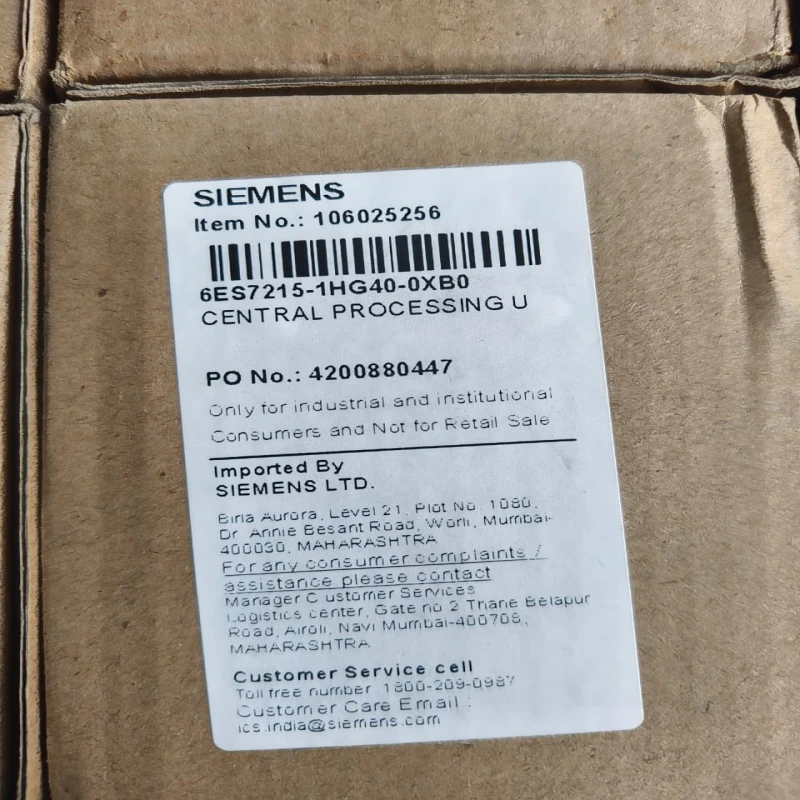 SIEMENS
Item No.: 106025256
6ES7215-1HG40-0XB0
CENTRAL PROCESSING U
PO No.: 4200880447
Only for industrial and institutional
Consumers and Not for Retail Sale
Imported By
SIEMENS LTD.
Birla Aurora, Level 21, Plot No. 1080,
Dr. Annie Besant Road, Worli, Mumbai-
400030, MAHARASHTRA
For any consumer complaints /
assistance please contact
Manager Customer Services
Logistics center, Gate no 2 Thane Belapur
Road, Airoli, Navi Mumbai-400708,
MAHARASHTRA
Customer Service cell
Toll free number : 1800-209-0987
Customer Care Email :
ics.india@siemens.com